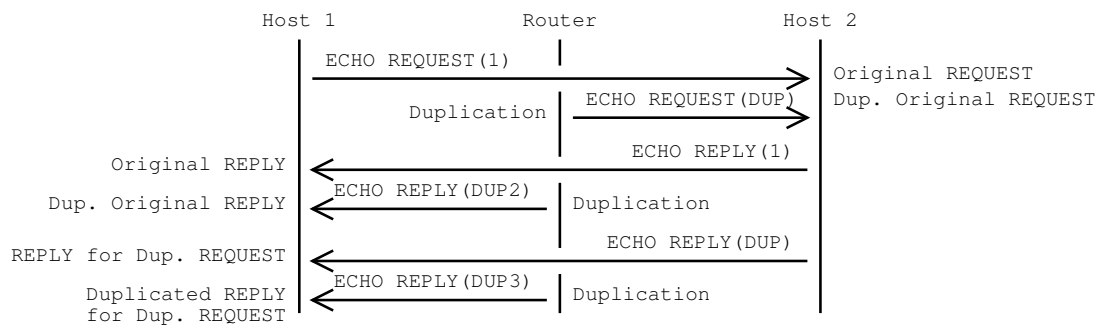 Host 1 Router Host 2
ECHO REQUEST(1)
Original REQUEST
ECHO REQUEST(DUP) Dup. Original REQUEST
Duplication
ECHO REPLY(1)
Original REPLY
ECHO REPLY(DUP2)
Dup. Original REPLY Duplication
ECHO REPLY(DUP)
REPLY for Dup. REQUEST
ECHO REPLY(DUP3)
Duplicated REPLY Duplication
for Dup. REQUEST